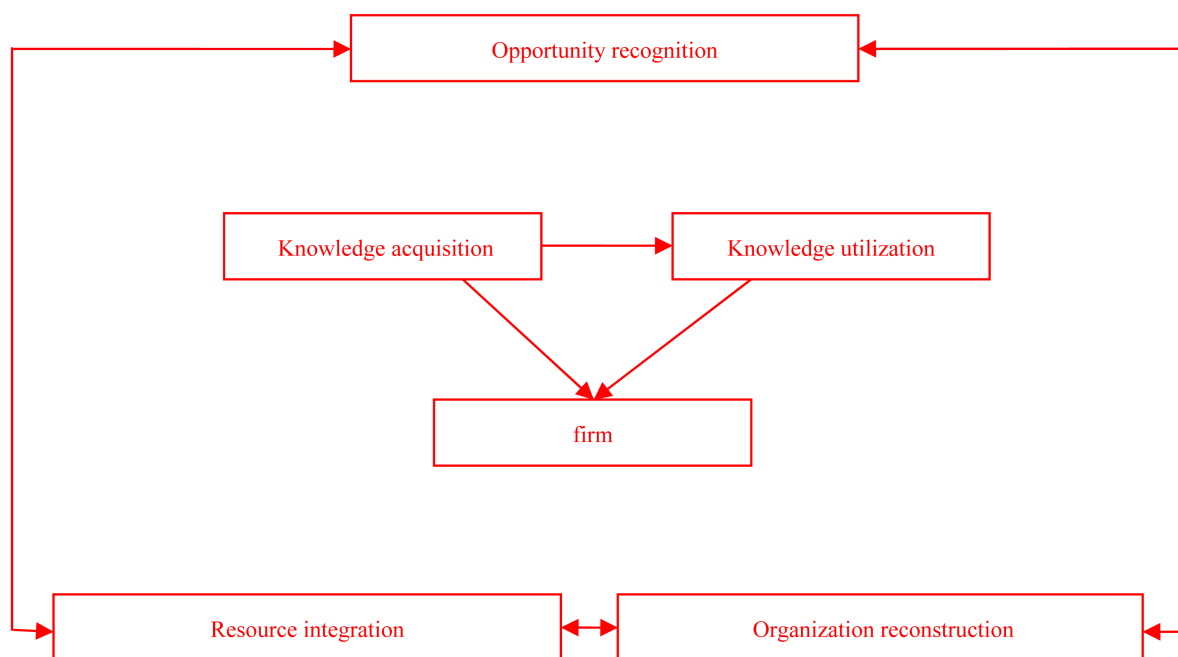 Opportunity recognition
Knowledge acquisition
Knowledge utilization
firm
Resource integration
Organization reconstruction